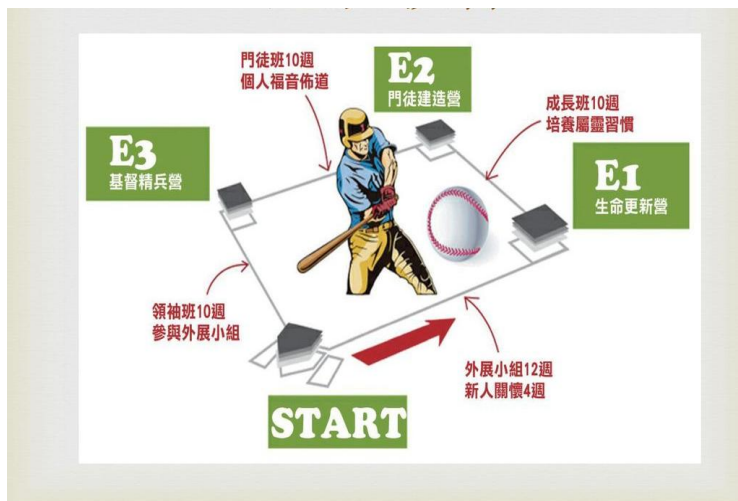 門徒班10週
個人福音佈道
E2
門徒建造營
成長班10週
培養屬靈習慣
E3
基督精兵營
E1
生命更新營
領袖班10週
參與外展小組
外展小組12週
新人關懷4週
START